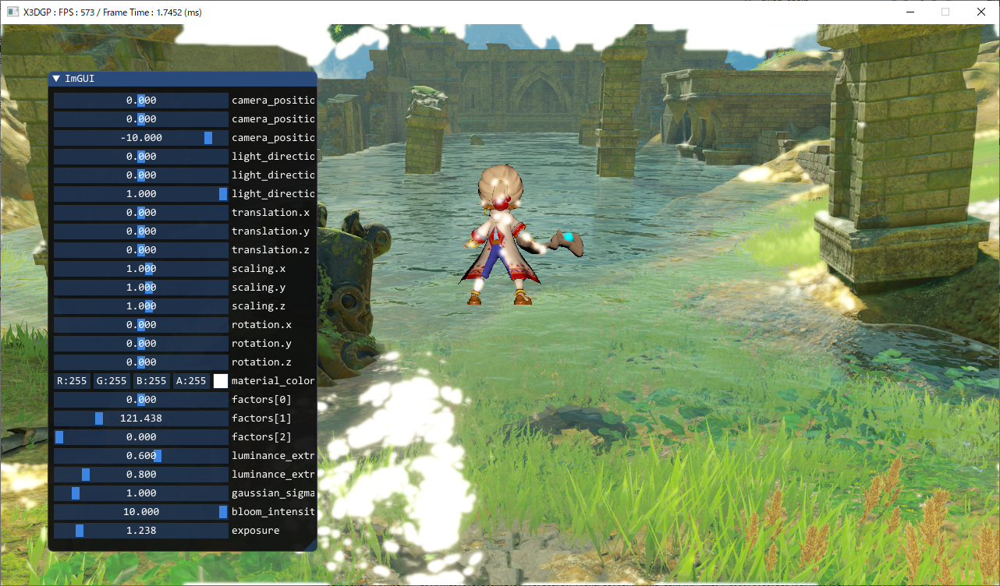 X3DGP : FPS : 573 / Frame Time : 1.7452 (ms)
ImGUI
0.000 camera_positio
0.000 camera_positio
-10.000 camera_positio
0.000 light_directio
0.000 light_directio
1.000 light_directio
0.000 translation.x
0.000 translation.y
0.000 translation.z
1.000 scaling.x
1.000 scaling.y
1.000 scaling.z
0.000 rotation.x
0.000 rotation.y
0.000 rotation.z
R:255 G:255 B:255 A:255 material_color
0.000 factors[0]
121.438 factors[1]
0.000 factors[2]
0.600 luminance_extr
0.800 luminance_extr
1.000 gaussian_sigma
10.000 bloom_intensit
1.238 exposure